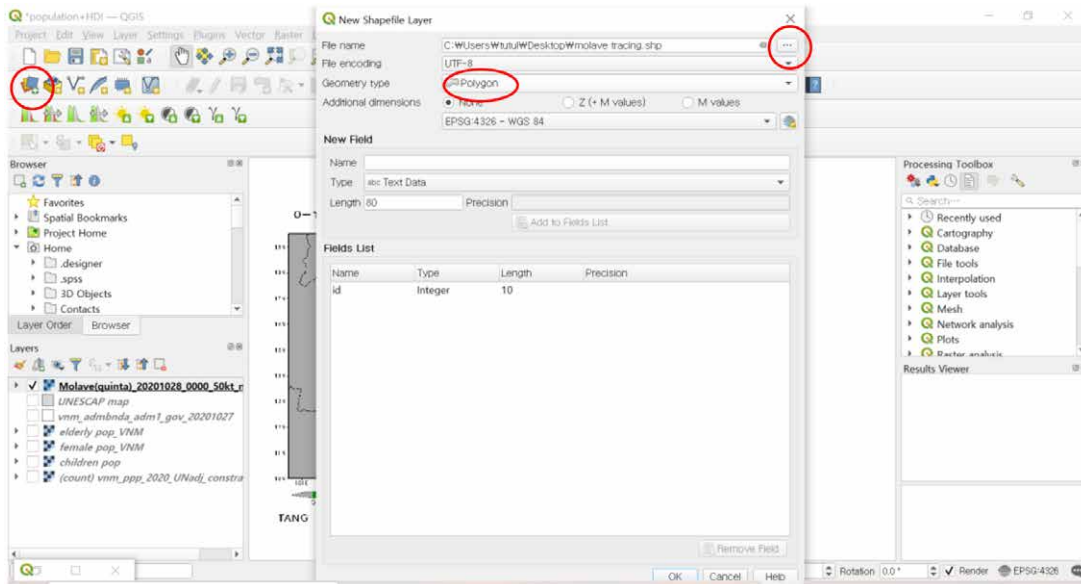 *population+HDI — QGIS
Project Edit View Layer Settings Plugins Vector Raster
New Shapefile Layer
File name C:₩Users₩tutul₩Desktop₩molave tracing.shp
File encoding UTF-8
Geometry type Polygon
Additional dimensions None Z (+ M values) M values
EPSG:4326 - WGS 84
New Field
Name
Type abc Text Data
Length 80 Precision
Add to Fields List
Fields List
Name Type Length Precision
id Integer 10
Remove Field
OK Cancel Help
Browser
Favorites
Spatial Bookmarks
Project Home
Home
.designer
.spss
3D Objects
Contacts
Layer Order Browser
Layers
Molave(quinta)_20201028_0000_50kt_r
UNESCAP map
vnm_admbnda_adm1_gov_20201027
elderly pop_VNM
female pop_VNM
children pop
(count) vnm_ppp_2020_UNadj_constra
TANG
Processing Toolbox
Search...
Recently used
Cartography
Database
File tools
Interpolation
Layer tools
Mesh
Network analysis
Plots
Raster analysis
Results Viewer
Rotation 0.0° Render EPSG:4326